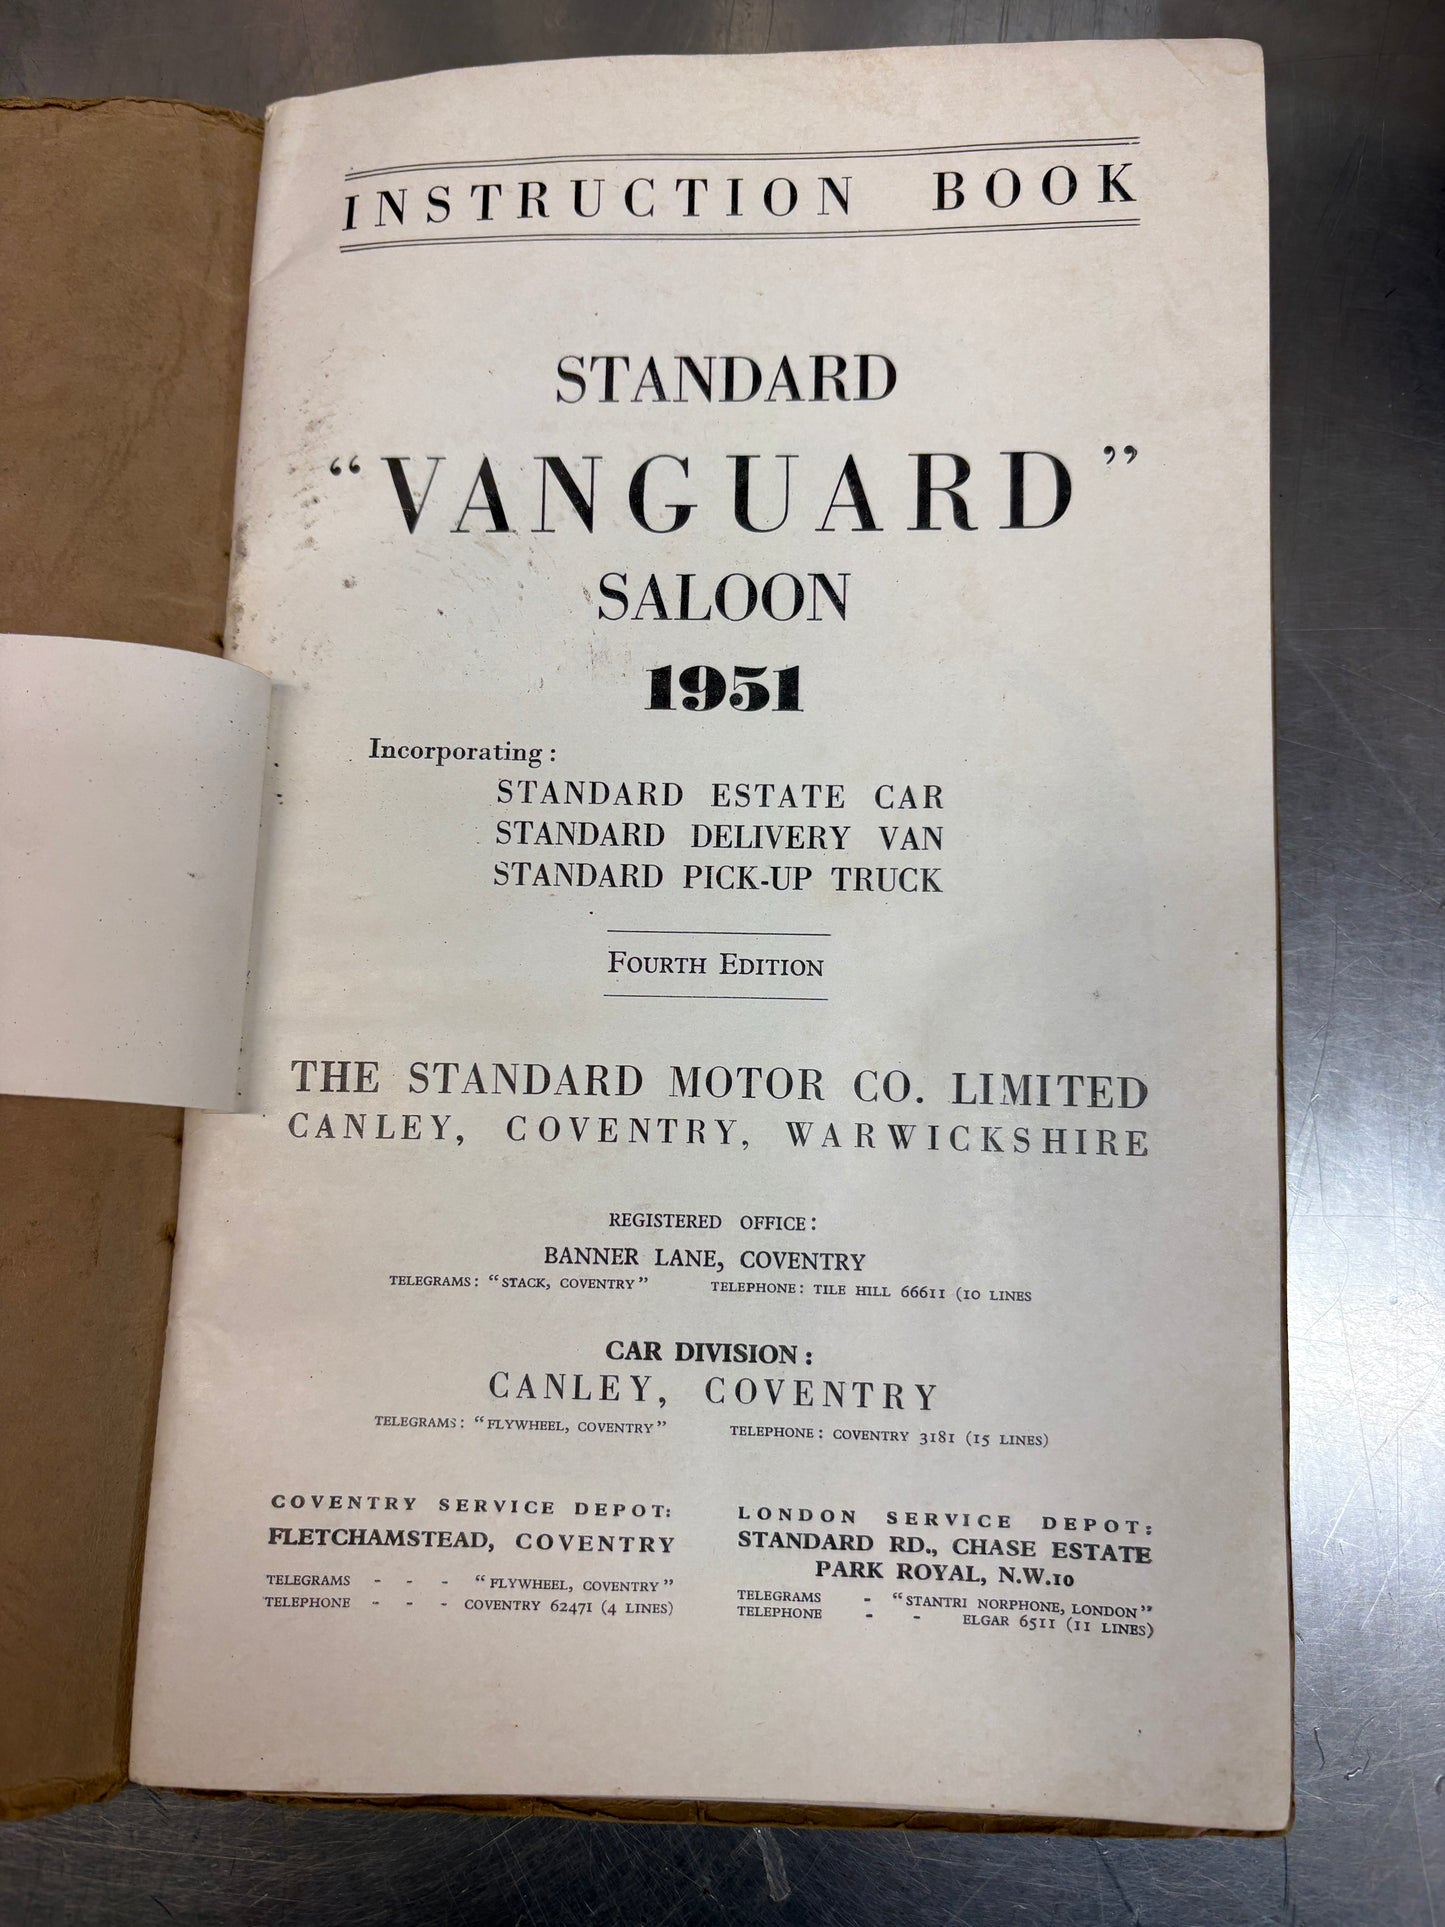 INSTRUCTION BOOK
STANDARD
“VANGUARD”
SALOON
1951
Incorporating:
STANDARD ESTATE CAR
STANDARD DELIVERY VAN
STANDARD PICK-UP TRUCK
FOURTH EDITION
THE STANDARD MOTOR CO. LIMITED
CANLEY, COVENTRY, WARWICKSHIRE
REGISTERED OFFICE:
BANNER LANE, COVENTRY
TELEGRAMS: “STACK, COVENTRY” TELEPHONE: TILE HILL 66611 (10 LINES
CAR DIVISION:
CANLEY, COVENTRY
TELEGRAMS: “FLYWHEEL, COVENTRY” TELEPHONE: COVENTRY 3181 (15 LINES)
COVENTRY SERVICE DEPOT:
FLETCHAMSTEAD, COVENTRY
TELEGRAMS - - - “FLYWHEEL, COVENTRY”
TELEPHONE - - - COVENTRY 62471 (4 LINES)
LONDON SERVICE DEPOT:
STANDARD RD., CHASE ESTATE
PARK ROYAL, N.W.10
TELEGRAMS - “STANTRI NORPHONE, LONDON”
TELEPHONE - - ELGAR 6511 (11 LINES)